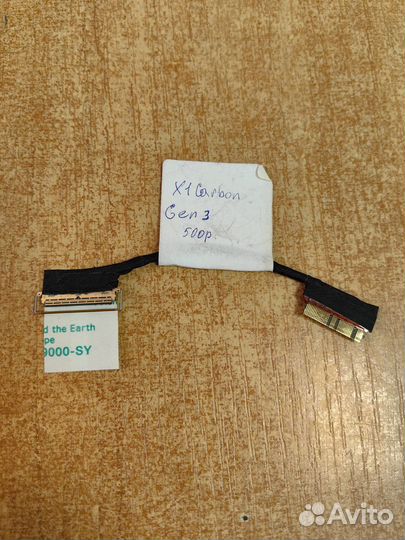 X1 Carbon
Gen 3
500р.
d the Earth
pe
9000-SY
Avito